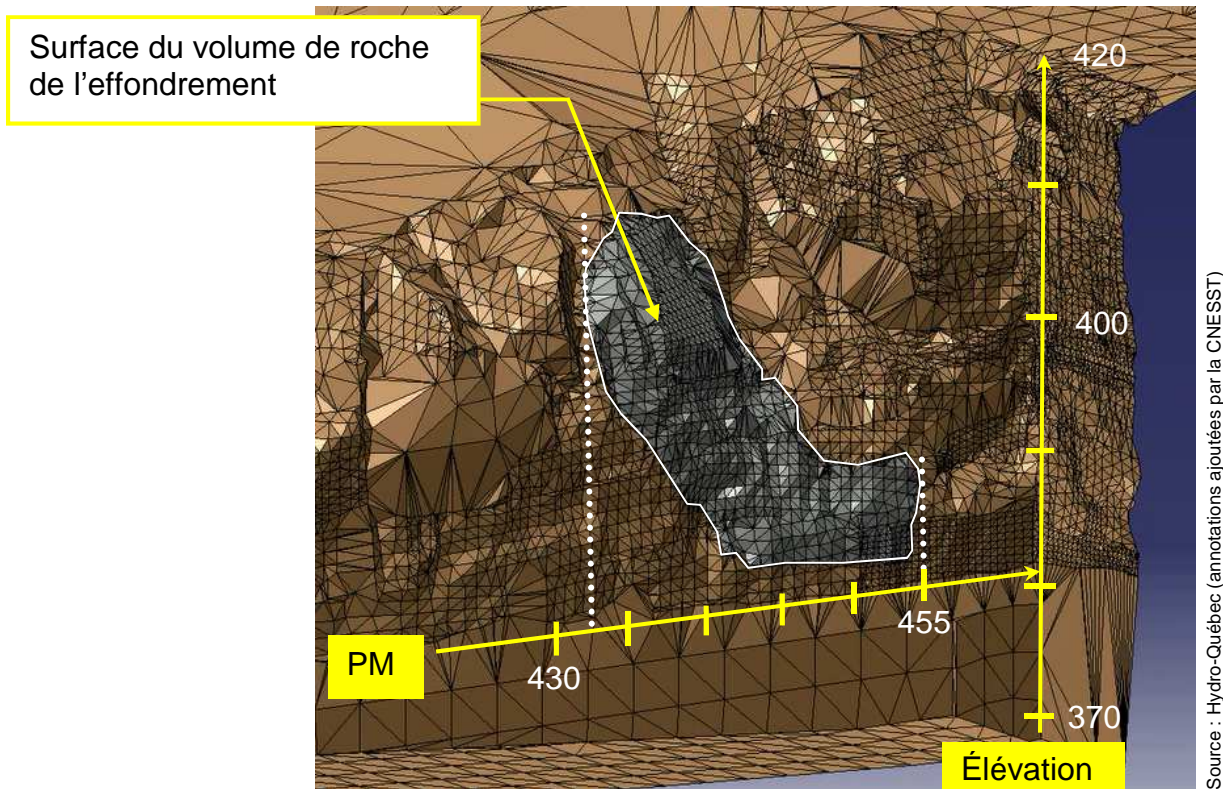 Surface du volume de roche
de l'effondrement
420
400
455
PM
430
370
Élévation
Source : Hydro-Québec (annotations ajoutées par la CNESST)